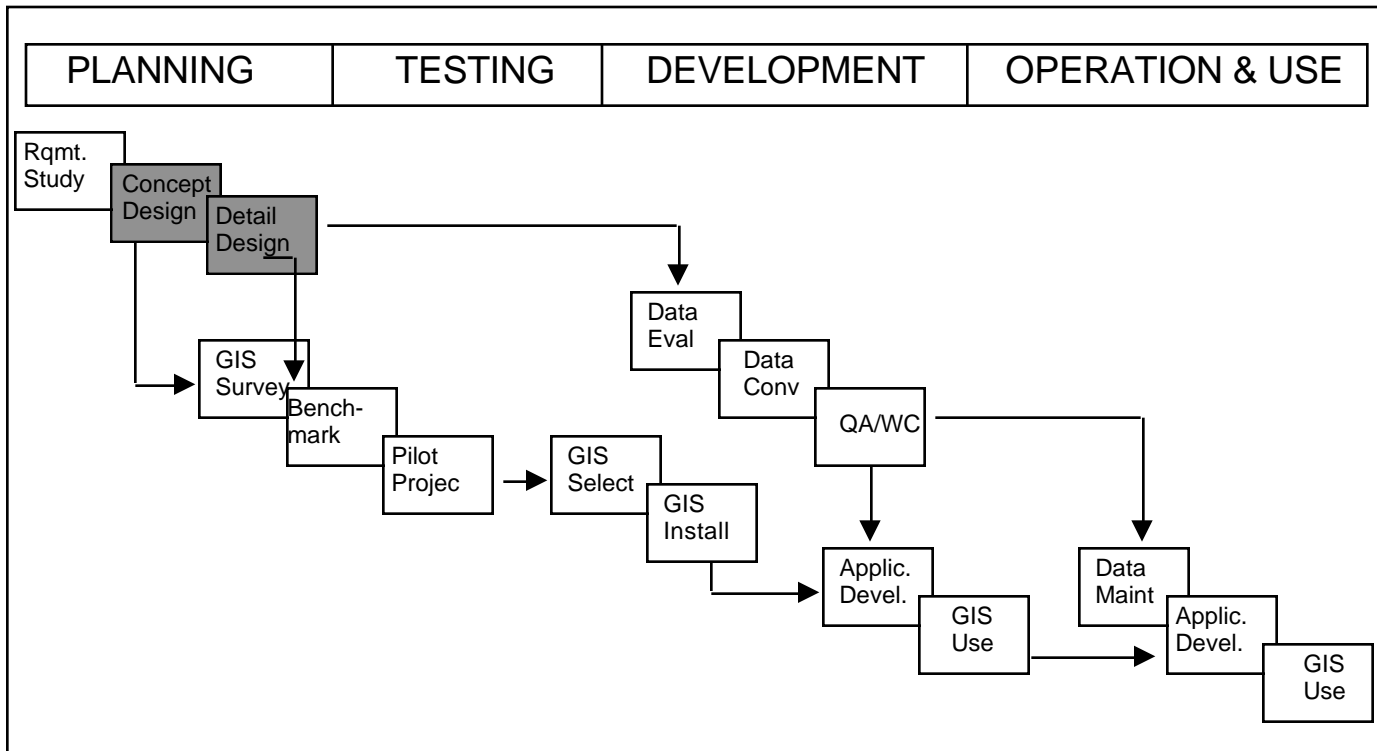 PLANNING
TESTING
DEVELOPMENT
OPERATION & USE
Rqmt.
Study
Concept
Design
Detail
Design
Data
Eval
GIS
Survey
Data
Conv
Bench-
mark
QA/WC
Pilot
Projec
GIS
Select
GIS
Install
Applic.
Devel.
Data
Maint
GIS
Use
Applic.
Devel.
GIS
Use